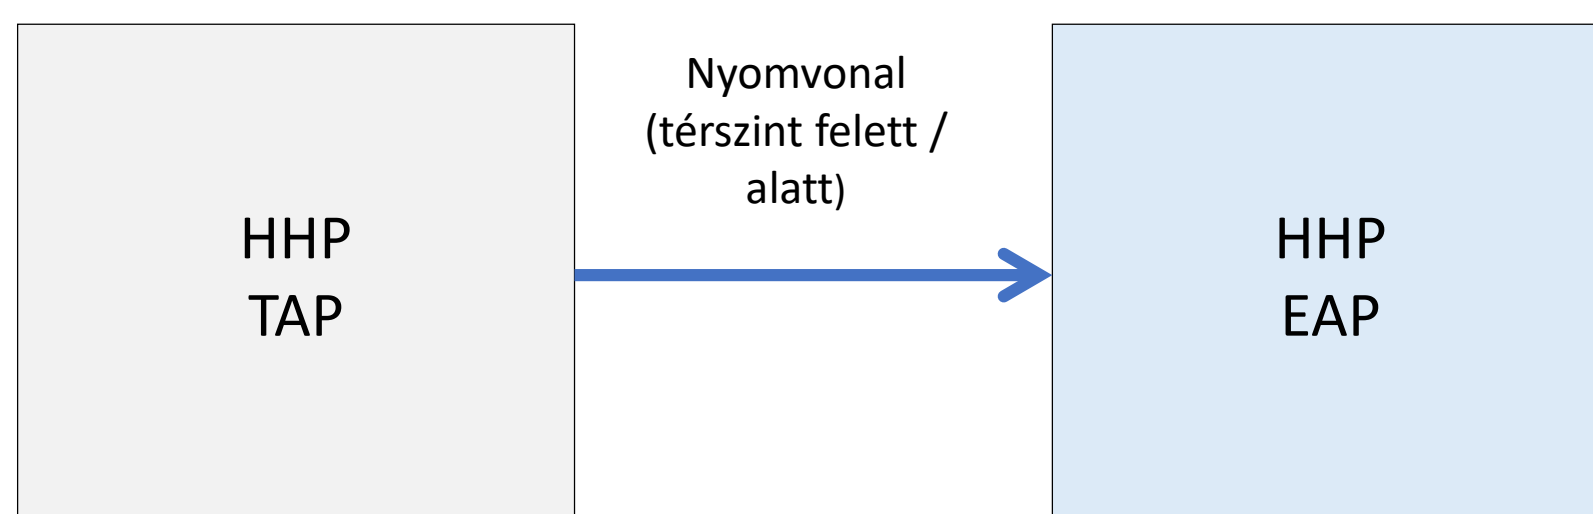 HHP
TAP
Nyomvonal
(térszint felett /
alatt)
HHP
EAP